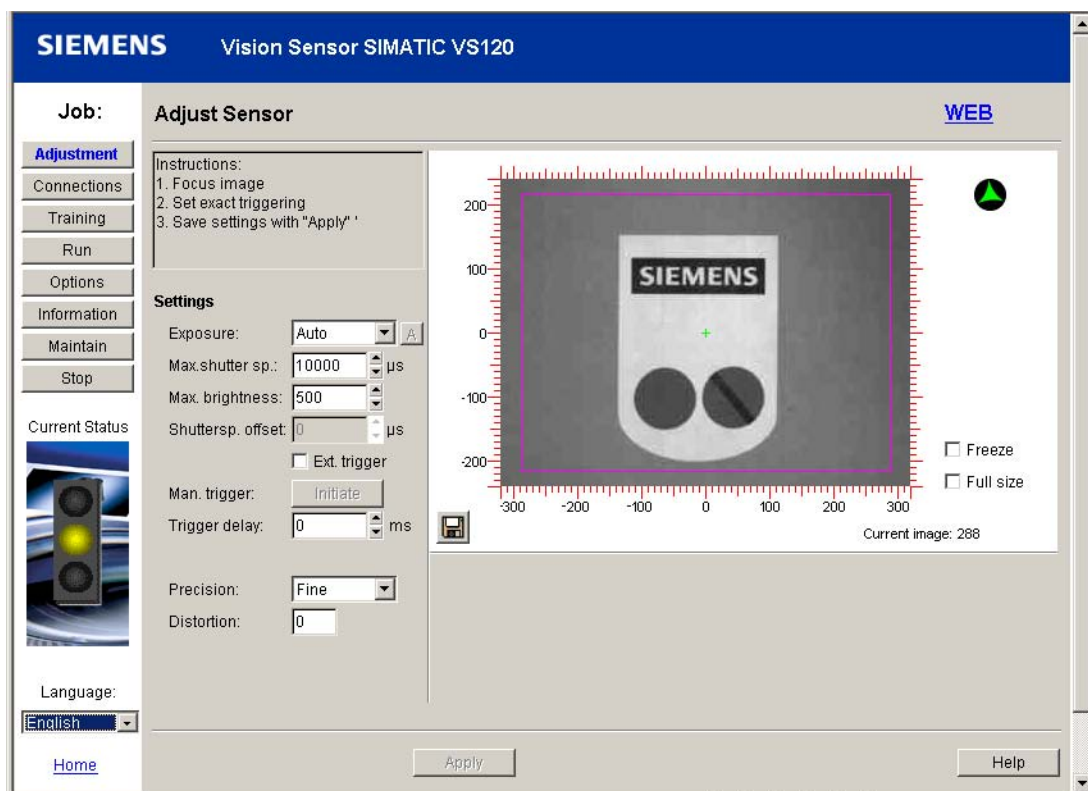 SIEMENS Vision Sensor SIMATIC VS120
Job:
Adjustment
Connections
Training
Run
Options
Information
Maintain
Stop
Current Status
Language:
English
Home
Adjust Sensor
WEB
Instructions:
1. Focus image
2. Set exact triggering
3. Save settings with "Apply" '
Settings
Exposure: Auto A
Max.shutter sp.: 10000 µs
Max. brightness: 500
Shuttersp. offset: 0 µs
Ext. trigger
Man. trigger: Initiate
Trigger delay: 0 ms
Precision: Fine
Distortion: 0
200
100
0
-100
-200
SIEMENS
-300 -200 -100 0 100 200 300
Freeze
Full size
Current image: 288
Apply
Help